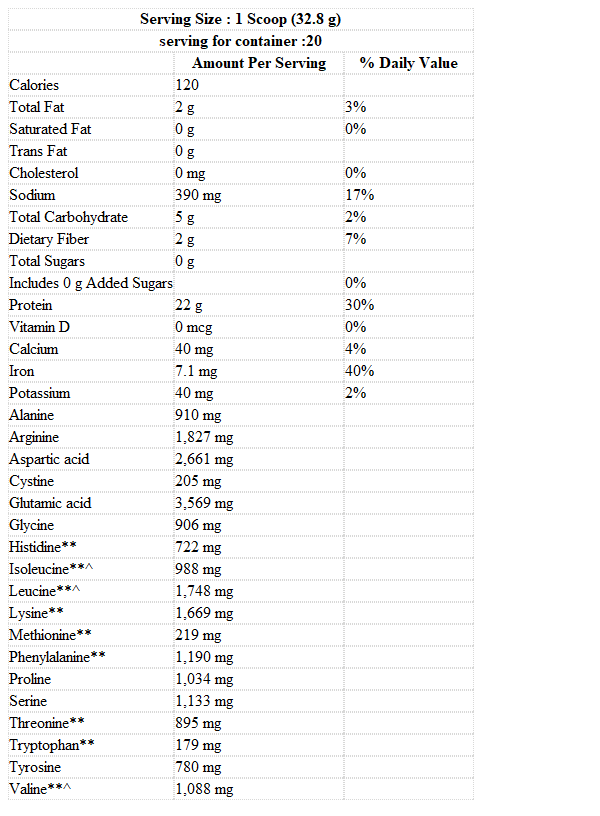 Serving Size : 1 Scoop (32.8 g)
serving for container :20
Amount Per Serving % Daily Value
Calories 120
Total Fat 2 g 3%
Saturated Fat 0 g 0%
Trans Fat 0 g
Cholesterol 0 mg 0%
Sodium 390 mg 17%
Total Carbohydrate 5 g 2%
Dietary Fiber 2 g 7%
Total Sugars 0 g
Includes 0 g Added Sugars 0%
Protein 22 g 30%
Vitamin D 0 mcg 0%
Calcium 40 mg 4%
Iron 7.1 mg 40%
Potassium 40 mg 2%
Alanine 910 mg
Arginine 1,827 mg
Aspartic acid 2,661 mg
Cystine 205 mg
Glutamic acid 3,569 mg
Glycine 906 mg
Histidine** 722 mg
Isoleucine**^ 988 mg
Leucine**^ 1,748 mg
Lysine** 1,669 mg
Methionine** 219 mg
Phenylalanine** 1,190 mg
Proline 1,034 mg
Serine 1,133 mg
Threonine** 895 mg
Tryptophan** 179 mg
Tyrosine 780 mg
Valine**^ 1,088 mg